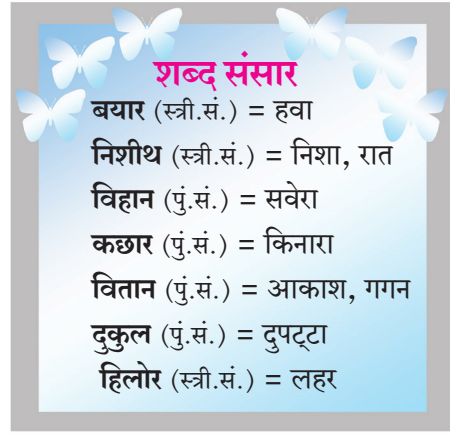 शब्द संसार
बयार (स्त्री.सं.) = हवा
निशीथ (स्त्री.सं.) = निशा, रात
विहान (पुं.सं.) = सवेरा
कछार (पुं.सं.) = किनारा
वितान (पुं.सं.) = आकाश, गगन
दुकुल (पुं.सं.) = दुपट्‌टा
हिलोर (स्त्री.सं.) = लहर